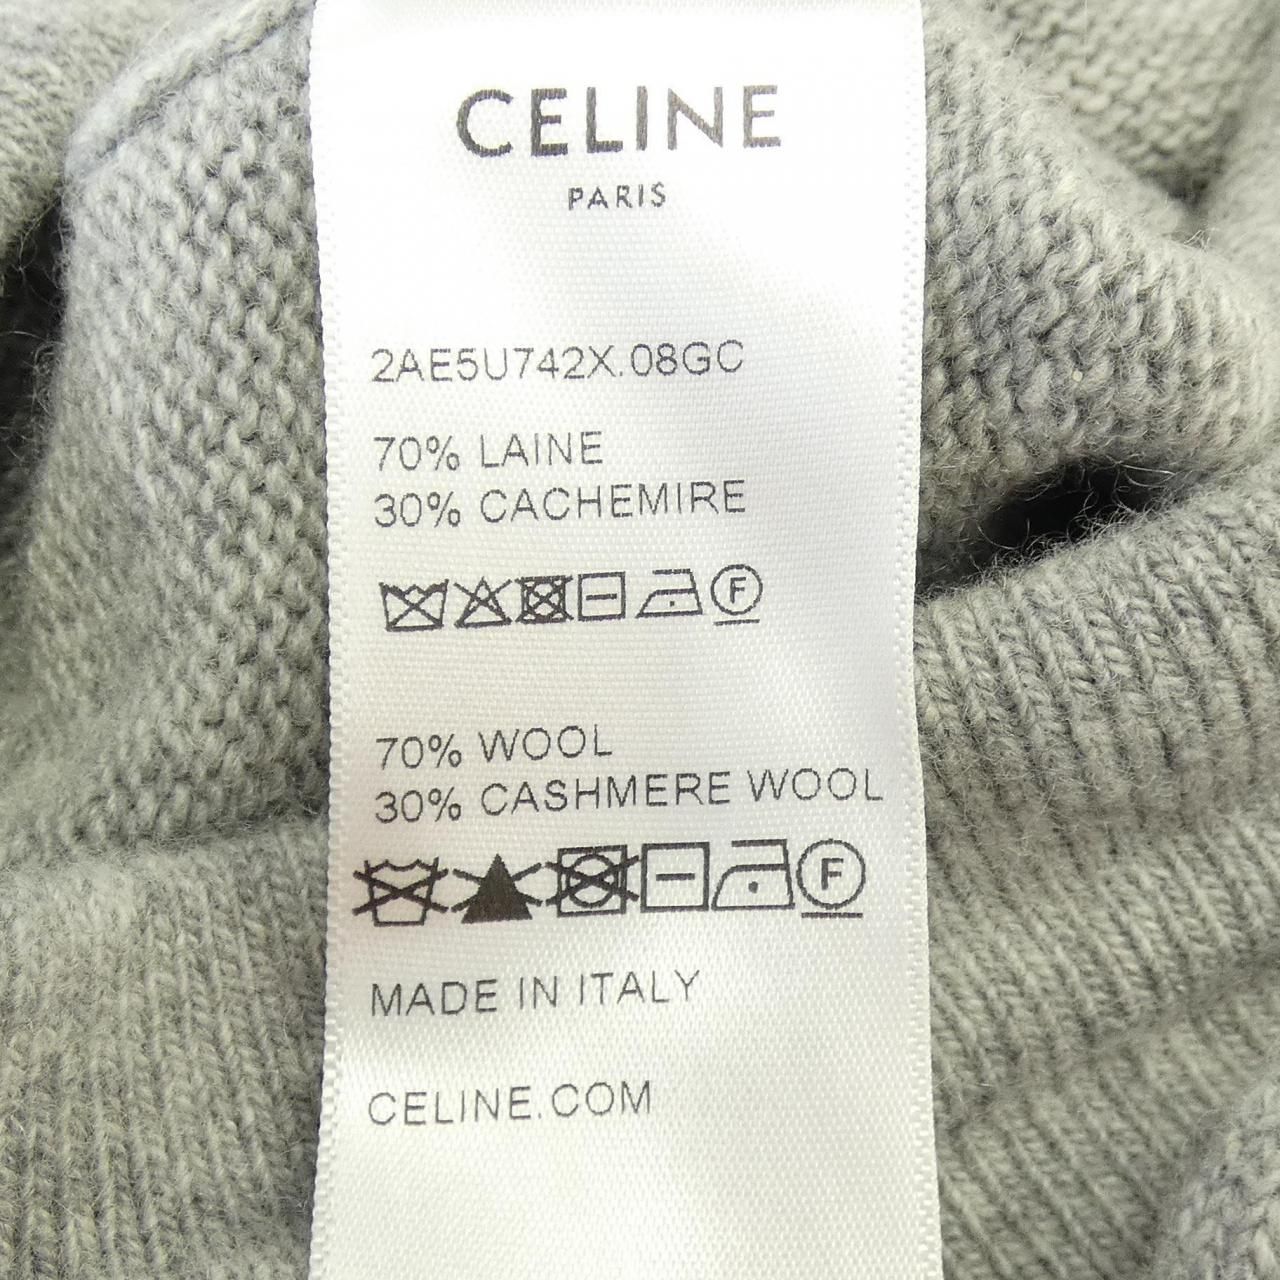 CELINE
PARIS
2AE5U742X.08GC
70% LAINE
30% CACHEMIRE
F
70% WOOL
30% CASHMERE WOOL
F
MADE IN ITALY
CELINE.COM